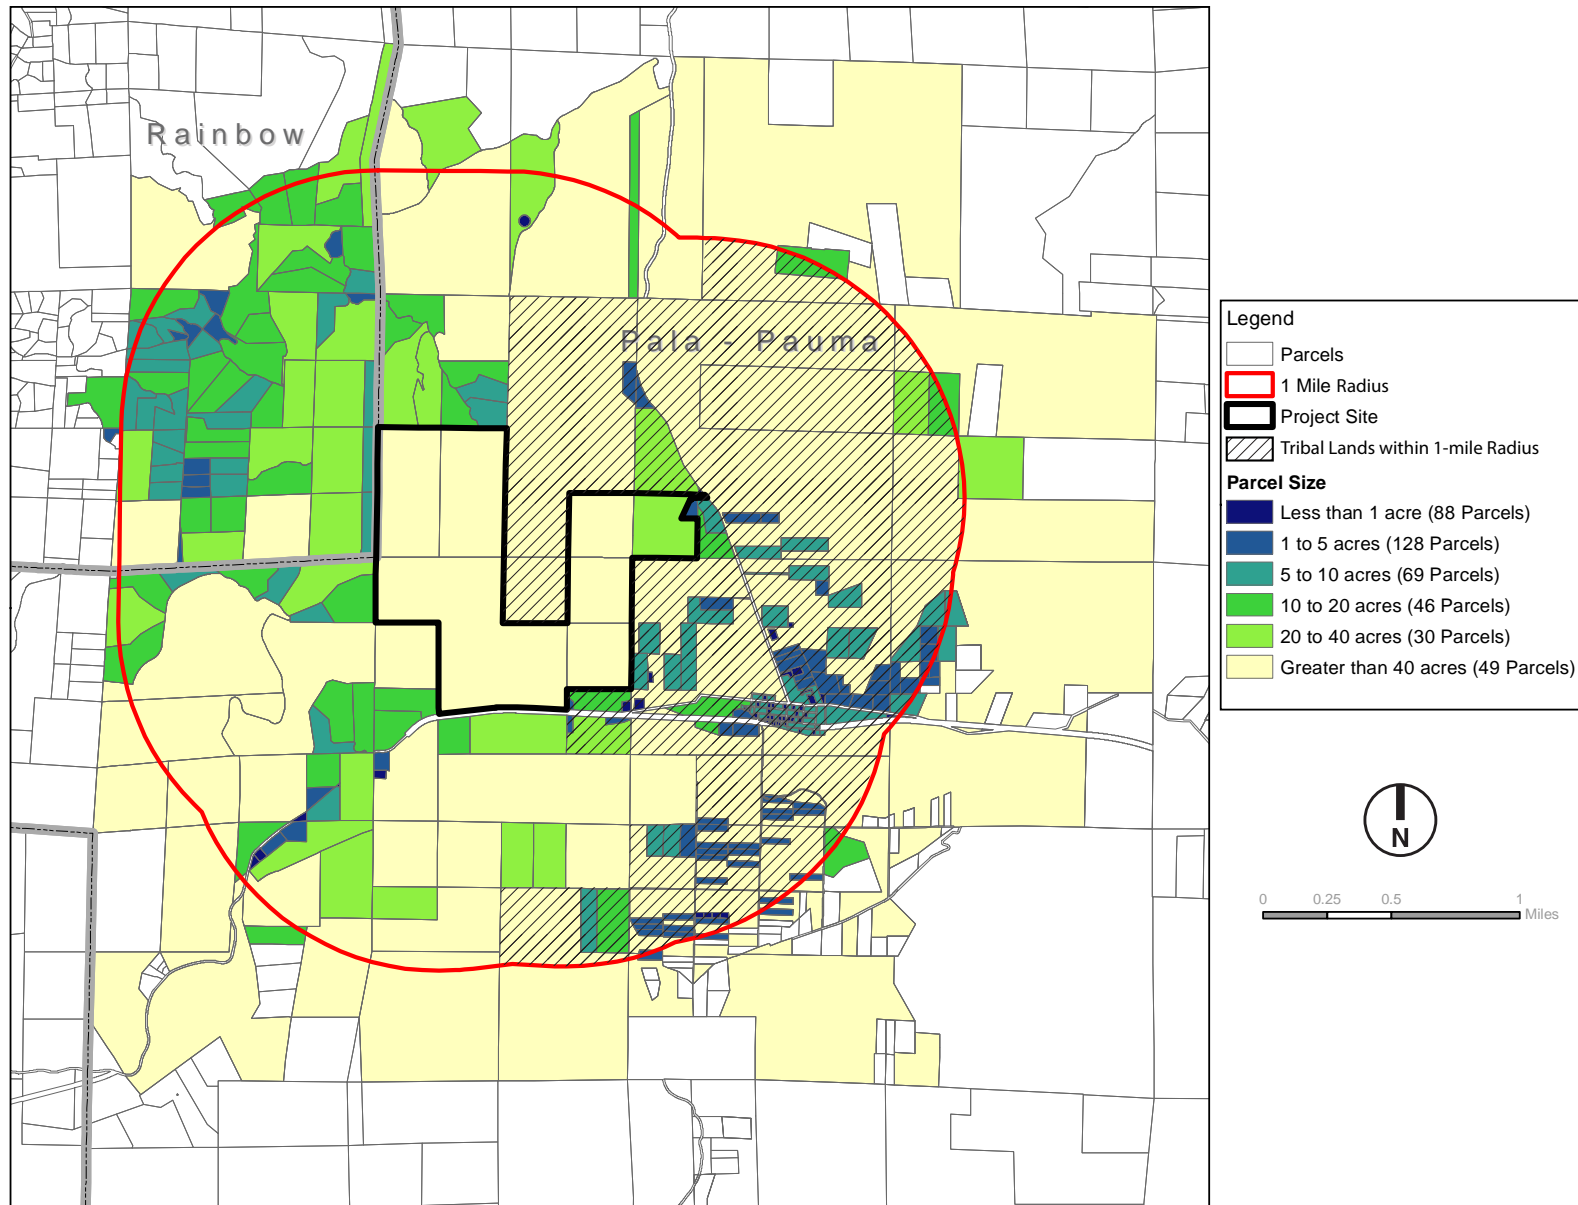 Rainbow
Pala - Pauma
Legend
Parcels
1 Mile Radius
Project Site
Tribal Lands within 1-mile Radius
Parcel Size
Less than 1 acre (88 Parcels)
1 to 5 acres (128 Parcels)
5 to 10 acres (69 Parcels)
10 to 20 acres (46 Parcels)
20 to 40 acres (30 Parcels)
Greater than 40 acres (49 Parcels)
N
0 0.25 0.5 1
Miles